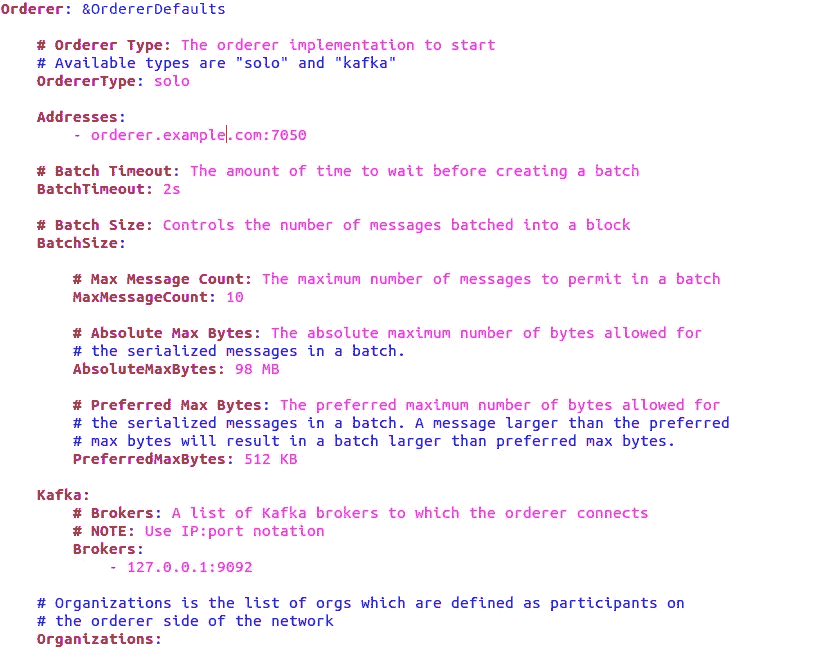 Orderer: &OrdererDefaults
# Orderer Type: The orderer implementation to start
# Available types are "solo" and "kafka"
OrdererType: solo
Addresses:
- orderer.example.com:7050
# Batch Timeout: The amount of time to wait before creating a batch
BatchTimeout: 2s
# Batch Size: Controls the number of messages batched into a block
BatchSize:
# Max Message Count: The maximum number of messages to permit in a batch
MaxMessageCount: 10
# Absolute Max Bytes: The absolute maximum number of bytes allowed for
# the serialized messages in a batch.
AbsoluteMaxBytes: 98 MB
# Preferred Max Bytes: The preferred maximum number of bytes allowed for
# the serialized messages in a batch. A message larger than the preferred
# max bytes will result in a batch larger than preferred max bytes.
PreferredMaxBytes: 512 KB
Kafka:
# Brokers: A list of Kafka brokers to which the orderer connects
# NOTE: Use IP:port notation
Brokers:
- 127.0.0.1:9092
# Organizations is the list of orgs which are defined as participants on
# the orderer side of the network
Organizations: